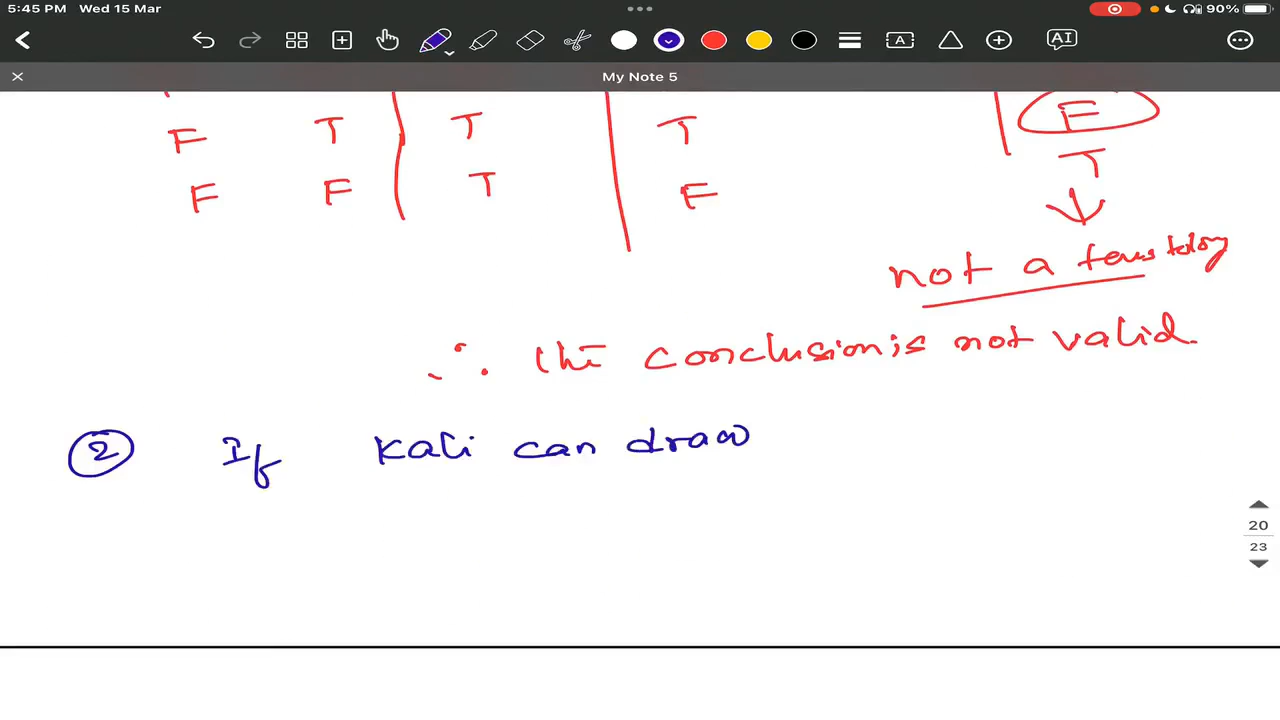 5:45 PM Wed 15 Mar 90%
A AI
My Note 5
F T T T F
F F T F T
not a tautology
∴ the conclusion is not valid.
② If Kali can draw
20
23